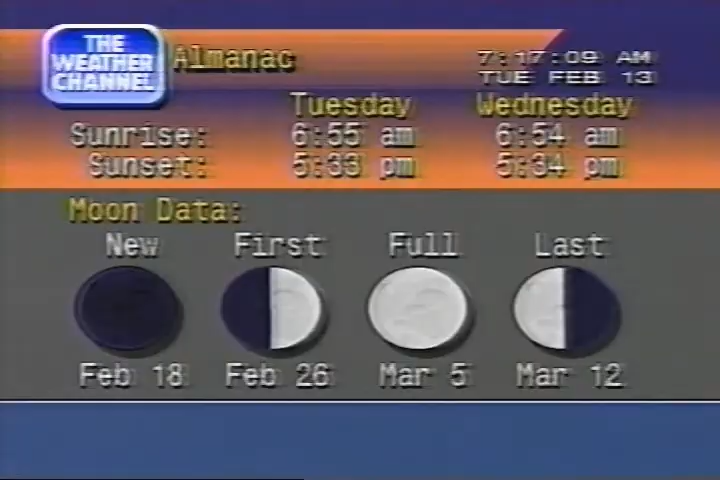 THE
WEATHER
CHANNEL
Almanac
7:17:09 AM
TUE FEB 13
Tuesday Wednesday
Sunrise: 6:55 am 6:54 am
Sunset: 5:33 pm 5:34 pm
Moon Data:
New First Full Last
Feb 18 Feb 26 Mar 5 Mar 12